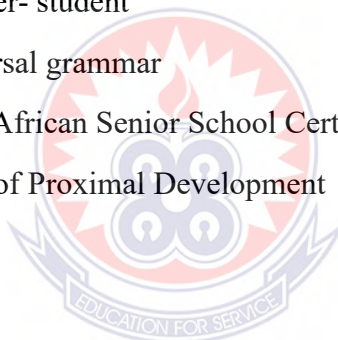 er- student
rsal grammar
African Senior School Cert
of Proximal Development
EDUCATION FOR SERVICE